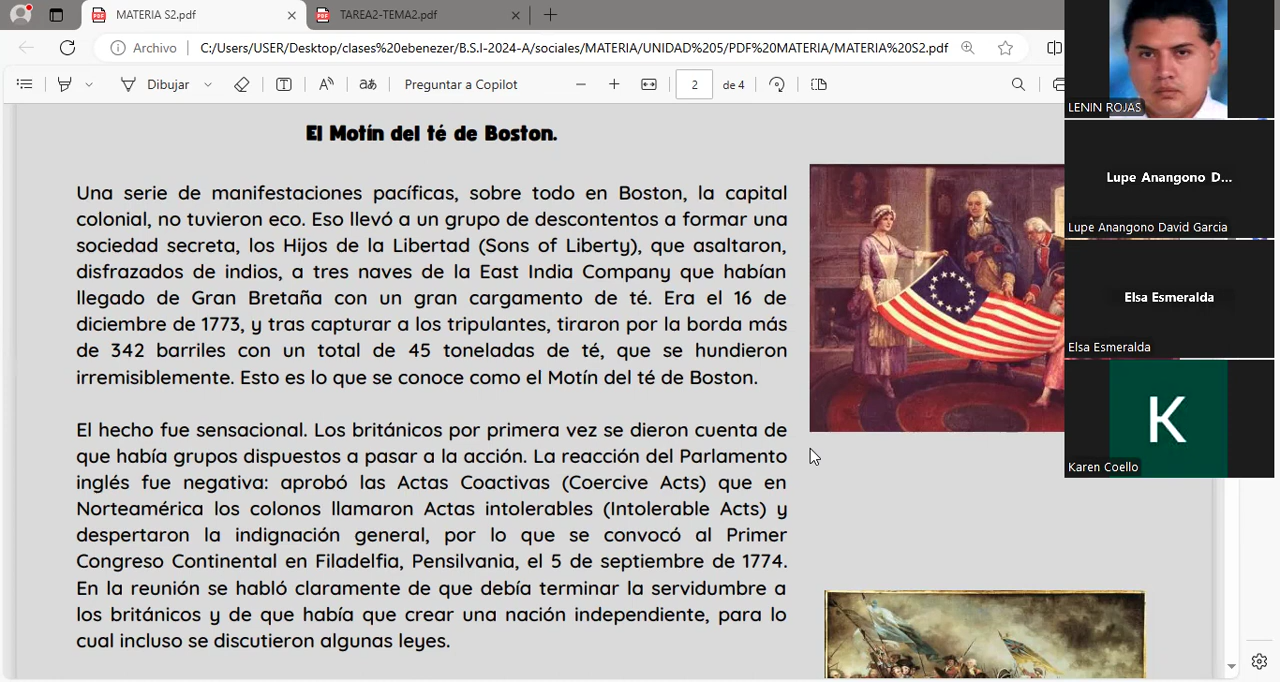 MATERIA S2.pdf
TAREA2-TEMA2.pdf
Archivo
C:/Users/USER/Desktop/clases%20ebenezer/B.S.I-2024-A/sociales/MATERIA/UNIDAD%205/PDF%20MATERIA/MATERIA%20S2.pdf
Dibujar
Preguntar a Copilot
2
de 4
El Motín del té de Boston.
Una serie de manifestaciones pacíficas, sobre todo en Boston, la capital
colonial, no tuvieron eco. Eso llevó a un grupo de descontentos a formar una
sociedad secreta, los Hijos de la Libertad (Sons of Liberty), que asaltaron,
disfrazados de indios, a tres naves de la East India Company que habían
llegado de Gran Bretaña con un gran cargamento de té. Era el 16 de
diciembre de 1773, y tras capturar a los tripulantes, tiraron por la borda más
de 342 barriles con un total de 45 toneladas de té, que se hundieron
irremisiblemente. Esto es lo que se conoce como el Motín del té de Boston.
El hecho fue sensacional. Los británicos por primera vez se dieron cuenta de
que había grupos dispuestos a pasar a la acción. La reacción del Parlamento
inglés fue negativa: aprobó las Actas Coactivas (Coercive Acts) que en
Norteamérica los colonos llamaron Actas intolerables (Intolerable Acts) y
despertaron la indignación general, por lo que se convocó al Primer
Congreso Continental en Filadelfia, Pensilvania, el 5 de septiembre de 1774.
En la reunión se habló claramente de que debía terminar la servidumbre a
los británicos y de que había que crear una nación independiente, para lo
cual incluso se discutieron algunas leyes.
LENIN ROJAS
Lupe Anangono D...
Lupe Anangono David Garcia
Elsa Esmeralda
Elsa Esmeralda
K
Karen Coello